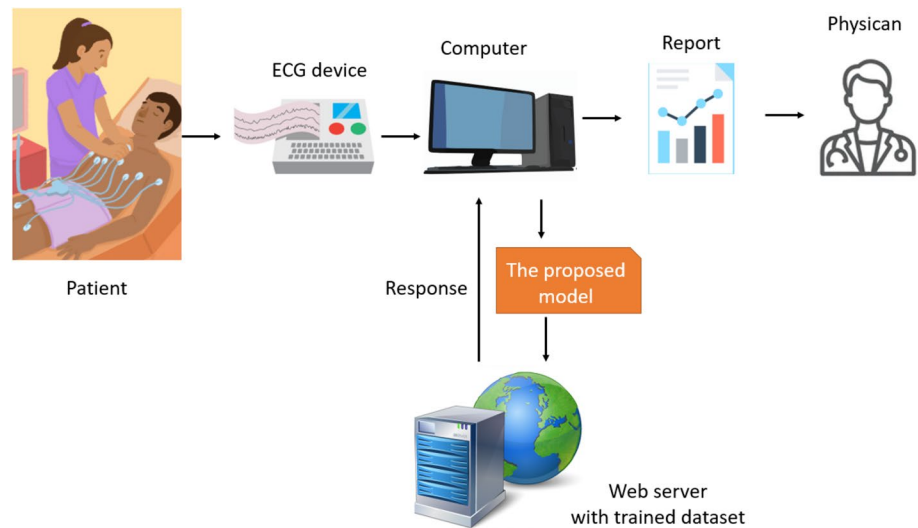 Physican
Report
Computer
ECG device
The proposed
model
Patient
Response
Web server
with trained dataset